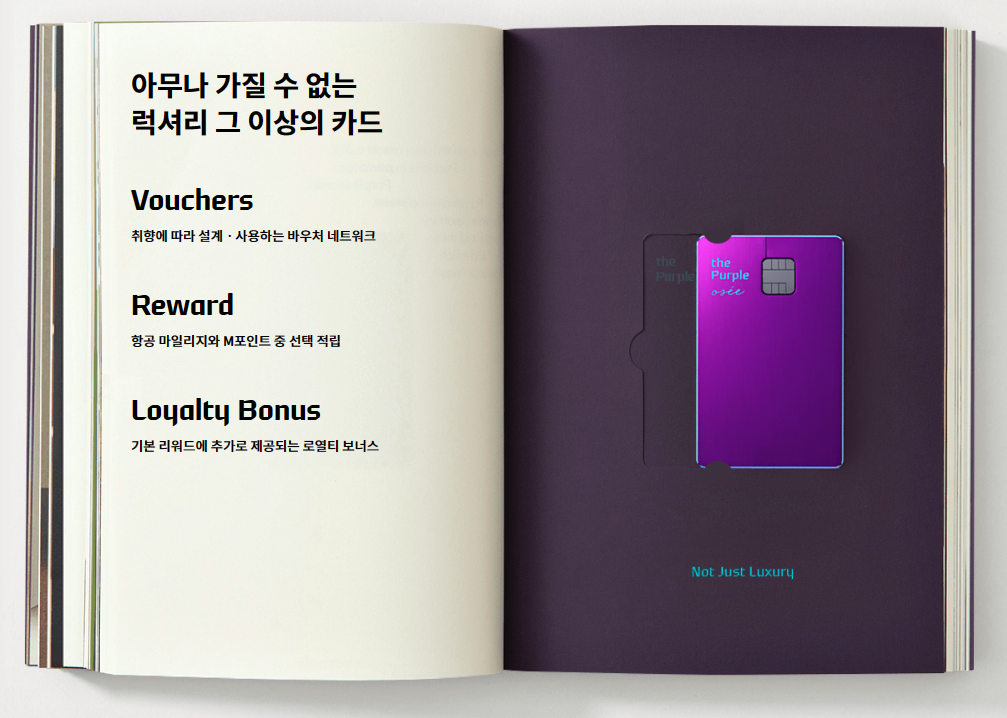 아무나 가질 수 없는
럭셔리 그 이상의 카드
Vouchers
취향에 따라 설계 · 사용하는 바우처 네트워크
Reward
항공 마일리지와 M포인트 중 선택 적립
Loyalty Bonus
기본 리워드에 추가로 제공되는 로열티 보너스
the
Purple
the
Purple
osée
Not Just Luxury